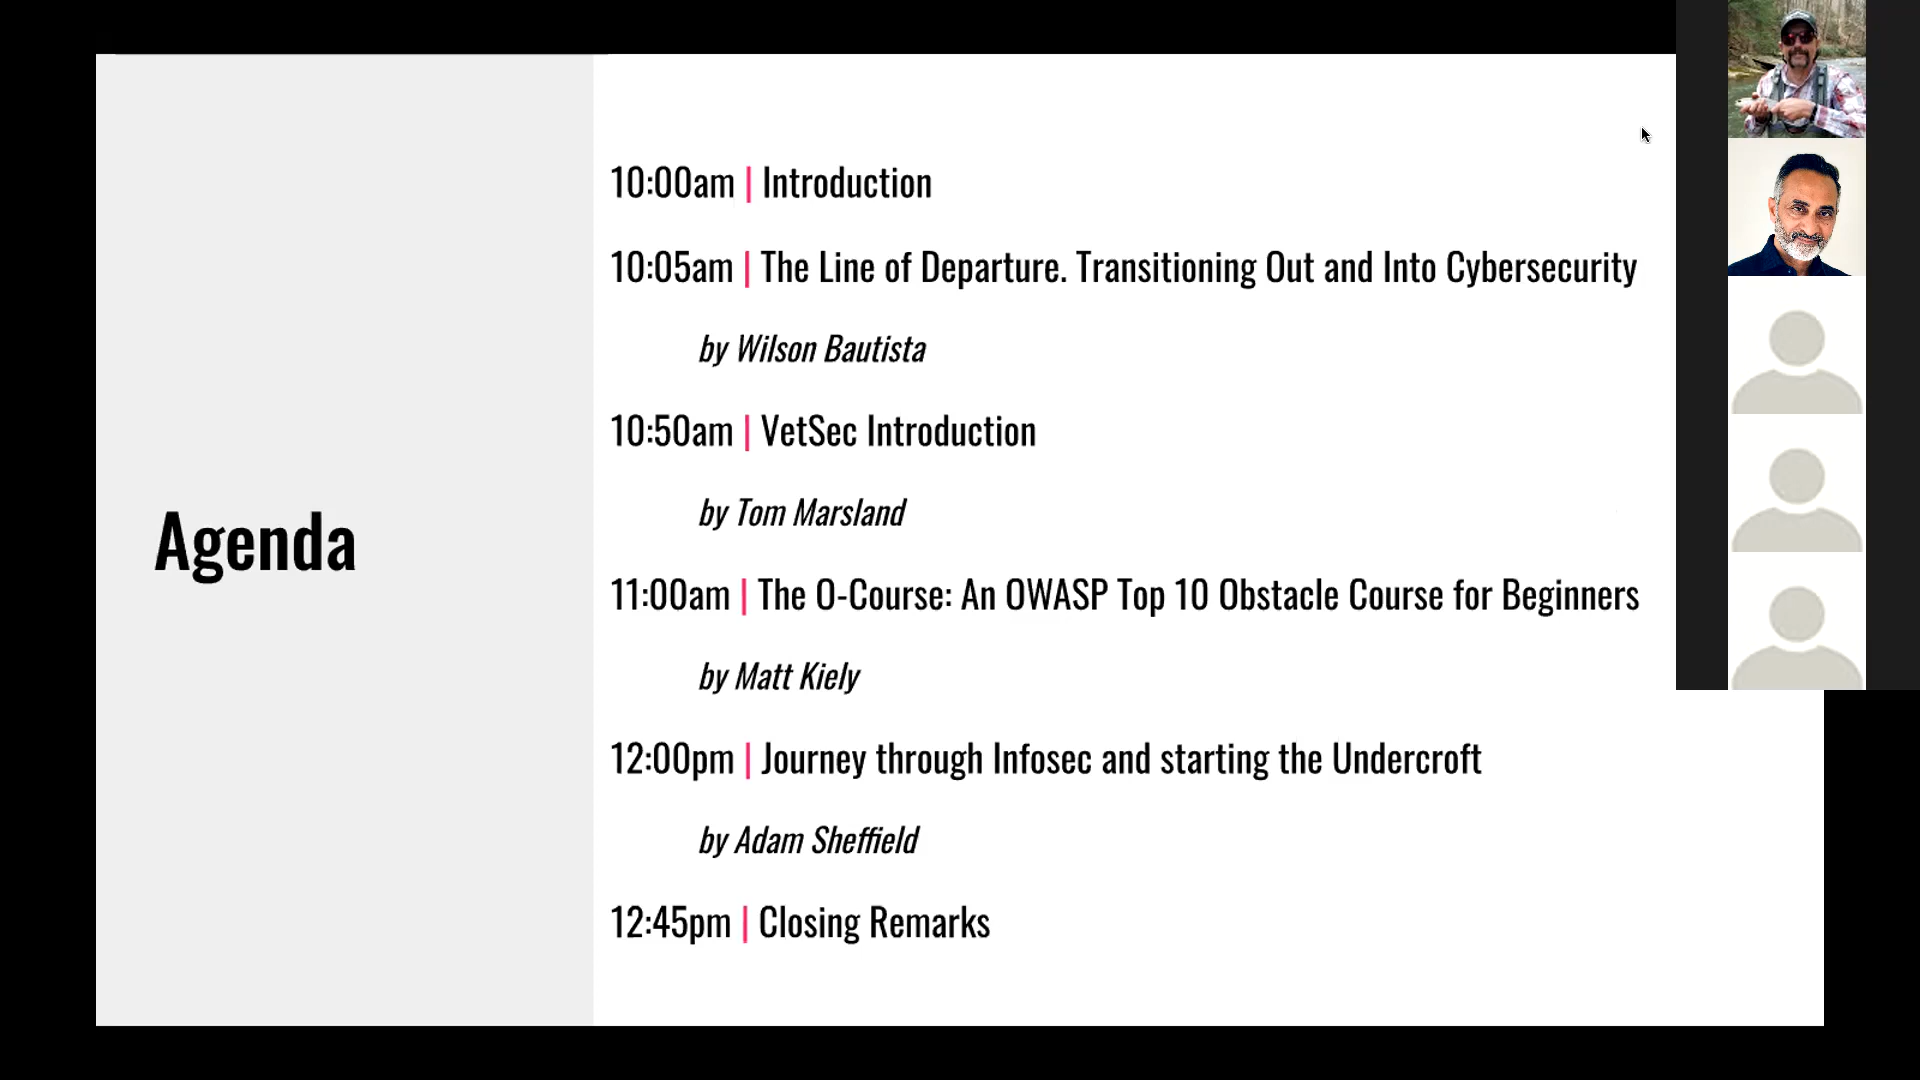 Agenda
10:00am | Introduction
10:05am | The Line of Departure. Transitioning Out and Into Cybersecurity
by Wilson Bautista
10:50am | VetSec Introduction
by Tom Marsland
11:00am | The O-Course: An OWASP Top 10 Obstacle Course for Beginners
by Matt Kiely
12:00pm | Journey through Infosec and starting the Undercroft
by Adam Sheffield
12:45pm | Closing Remarks